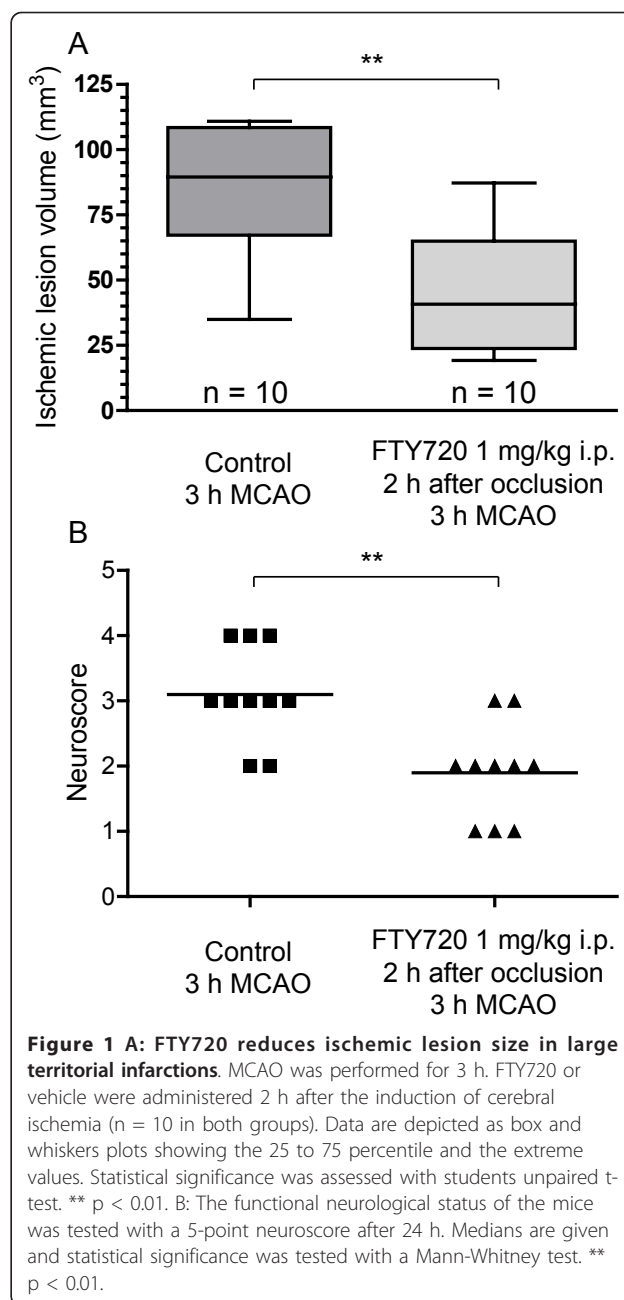 A
**
125
100
75
50
25
0
Ischemic lesion volume (mm³)
n = 10
n = 10
Control
3 h MCAO
FTY720 1 mg/kg i.p.
2 h after occlusion
3 h MCAO
B
**
5
4
3
2
1
0
Neuroscore
Control
3 h MCAO
FTY720 1 mg/kg i.p.
2 h after occlusion
3 h MCAO
Figure 1 A: FTY720 reduces ischemic lesion size in large
territorial infarctions. MCAO was performed for 3 h. FTY720 or
vehicle were administered 2 h after the induction of cerebral
ischemia (n = 10 in both groups). Data are depicted as box and
whiskers plots showing the 25 to 75 percentile and the extreme
values. Statistical significance was assessed with students unpaired t-
test. ** p < 0.01. B: The functional neurological status of the mice
was tested with a 5-point neuroscore after 24 h. Medians are given
and statistical significance was tested with a Mann-Whitney test. **
p < 0.01.